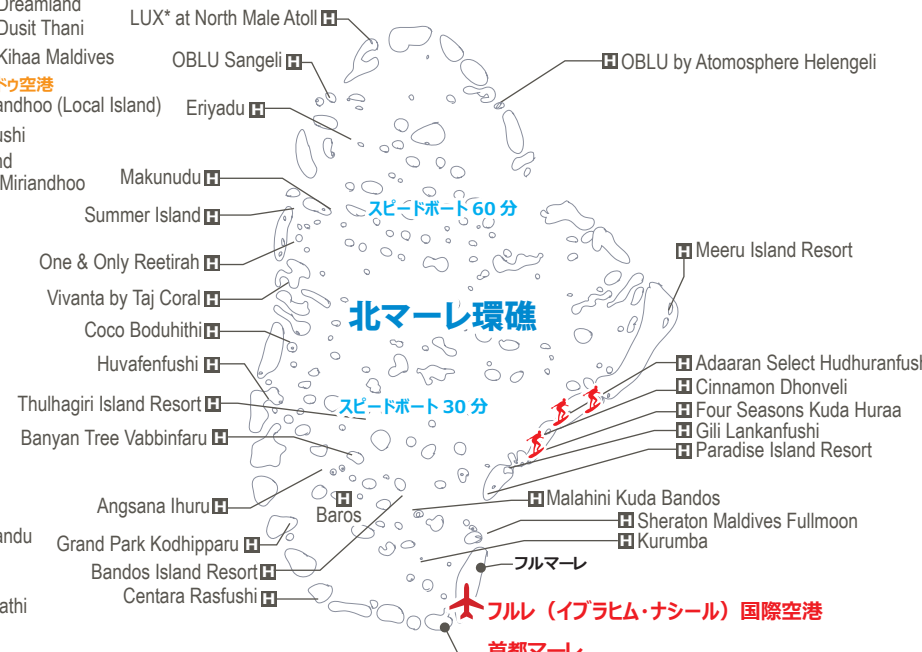 Dreamland
Dusit Thani
Kihaa Maldives
ドゥ空港
andhoo (Local Island)
ushi
nd
Miriandhoo
andu
athi
LUX* at North Male Atoll H
OBLU Sangeli H
Eriyadu H
Makunudu H
Summer Island H
One & Only Reetirah H
Vivanta by Taj Coral H
Coco Boduhithi H
Huvafenfushi H
Thulhagiri Island Resort H
Banyan Tree Vabbinfaru H
Angsana Ihuru H
Grand Park Kodhipparu H
Bandos Island Resort H
Centara Rasfushi H
H
Baros
スピードボート 60 分
北マーレ環礁
スピードボート 30 分
H OBLU by Atomosphere Helengeli
H Meeru Island Resort
H Adaaran Select Hudhuranfush
H Cinnamon Dhonveli
H Four Seasons Kuda Huraa
H Gili Lankanfushi
H Paradise Island Resort
H Malahini Kuda Bandos
H Sheraton Maldives Fullmoon
H Kurumba
フルマーレ
フルレ（イブラヒム・ナシール）国際空港
首都マーレ